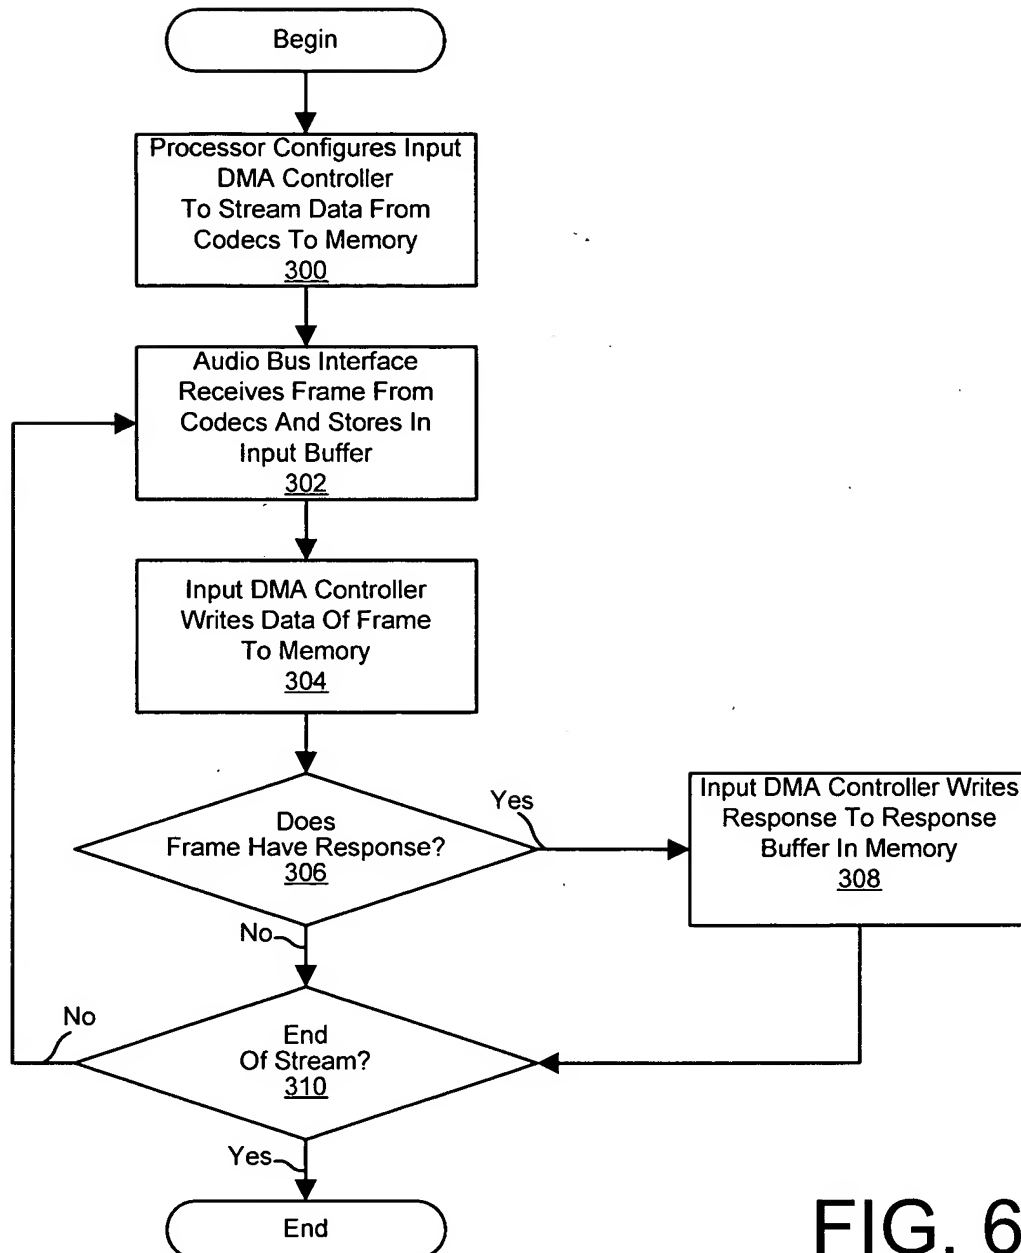 Begin
Processor Configures Input
DMA Controller
To Stream Data From
Codecs To Memory
300
Audio Bus Interface
Receives Frame From
Codecs And Stores In
Input Buffer
302
Input DMA Controller
Writes Data Of Frame
To Memory
304
Does
Frame Have Response?
306
Yes
Input DMA Controller Writes
Response To Response
Buffer In Memory
308
No
End
Of Stream?
310
No
Yes
End
FIG. 6